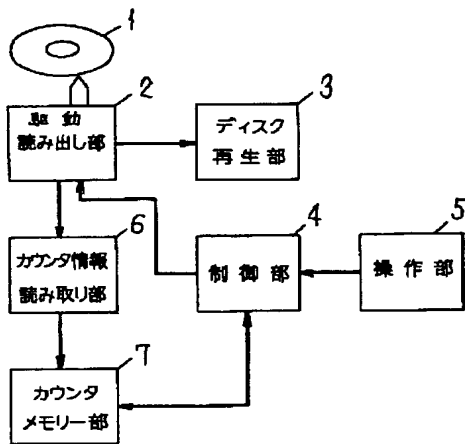 1
2
駆動
読み出し部
3
ディスク
再生部
6
カウンタ情報
読み取り部
4
制御部
5
操作部
7
カウンタ
メモリー部